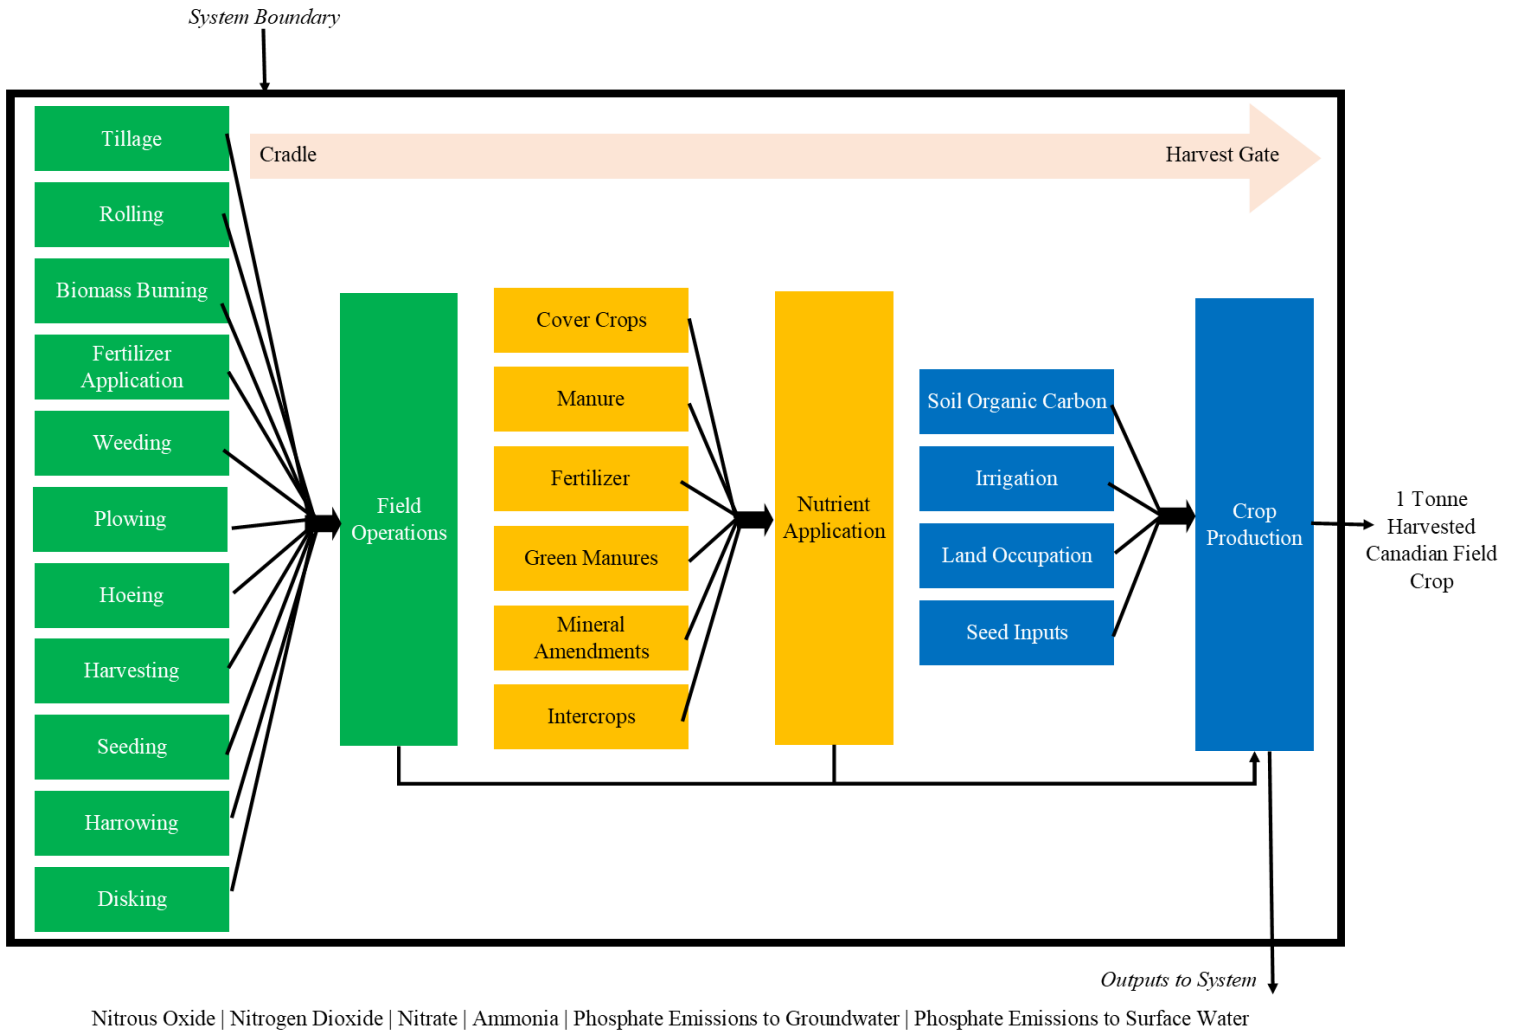 System Boundary
Cradle
Harvest Gate
Tillage
Rolling
Biomass Burning
Fertilizer
Application
Weeding
Plowing
Hoeing
Harvesting
Seeding
Harrowing
Disking
Field
Operations
Cover Crops
Manure
Fertilizer
Green Manures
Mineral
Amendments
Intercrops
Nutrient
Application
Soil Organic Carbon
Irrigation
Land Occupation
Seed Inputs
Crop
Production
1 Tonne
Harvested
Canadian Field
Crop
Outputs to System
Nitrous Oxide | Nitrogen Dioxide | Nitrate | Ammonia | Phosphate Emissions to Groundwater | Phosphate Emissions to Surface Water